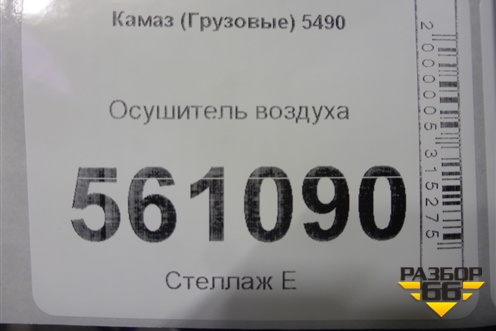 Камаз (Грузовые) 5490
Осушитель воздуха
561090
Стеллаж Е
2000005315275
РАЗБОР
66